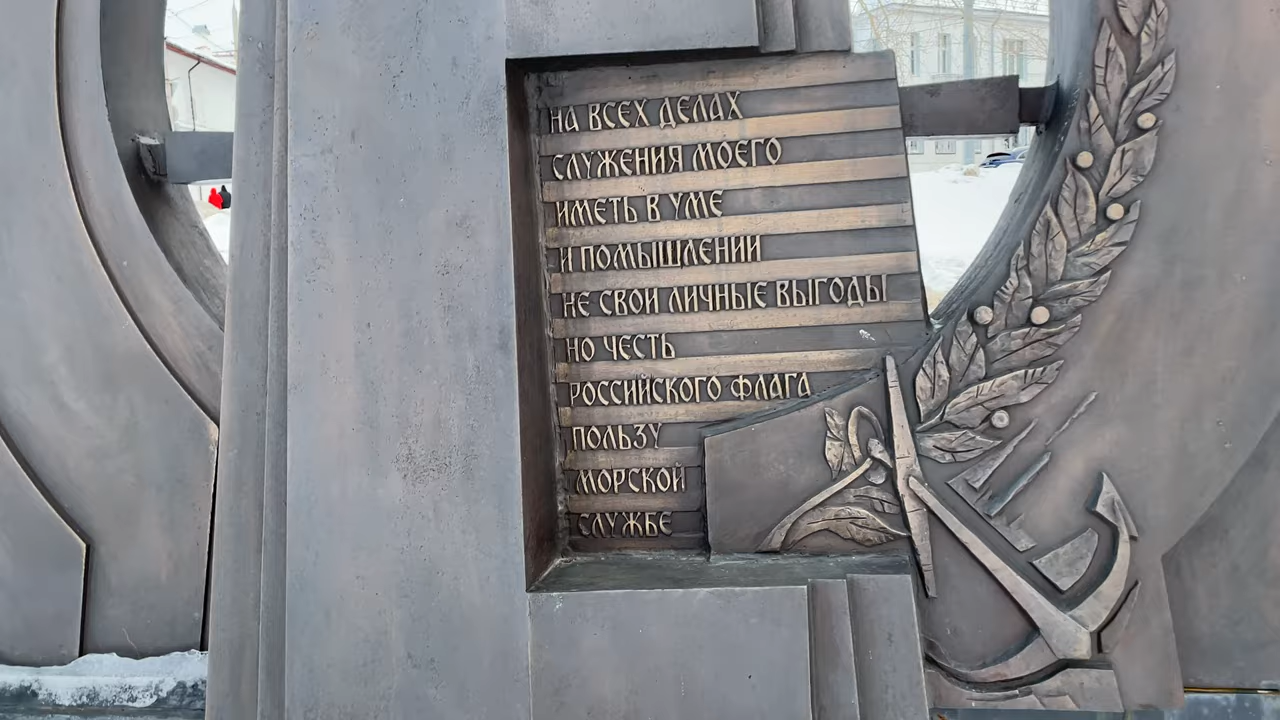 НА ВСЕХ ДЕЛАХ
СЛУЖЕНИЯ МОЕГО
ИМЕТЬ В УМЕ
И ПОМЫШЛЕНИИ
НЕ СВОИ ЛИЧНЫЕ ВЫГОДЫ
НО ЧЕСТЬ
РОССИЙСКОГО ФЛАГА
ПОЛЬЗУ
МОРСКОЙ
СЛУЖБЕ